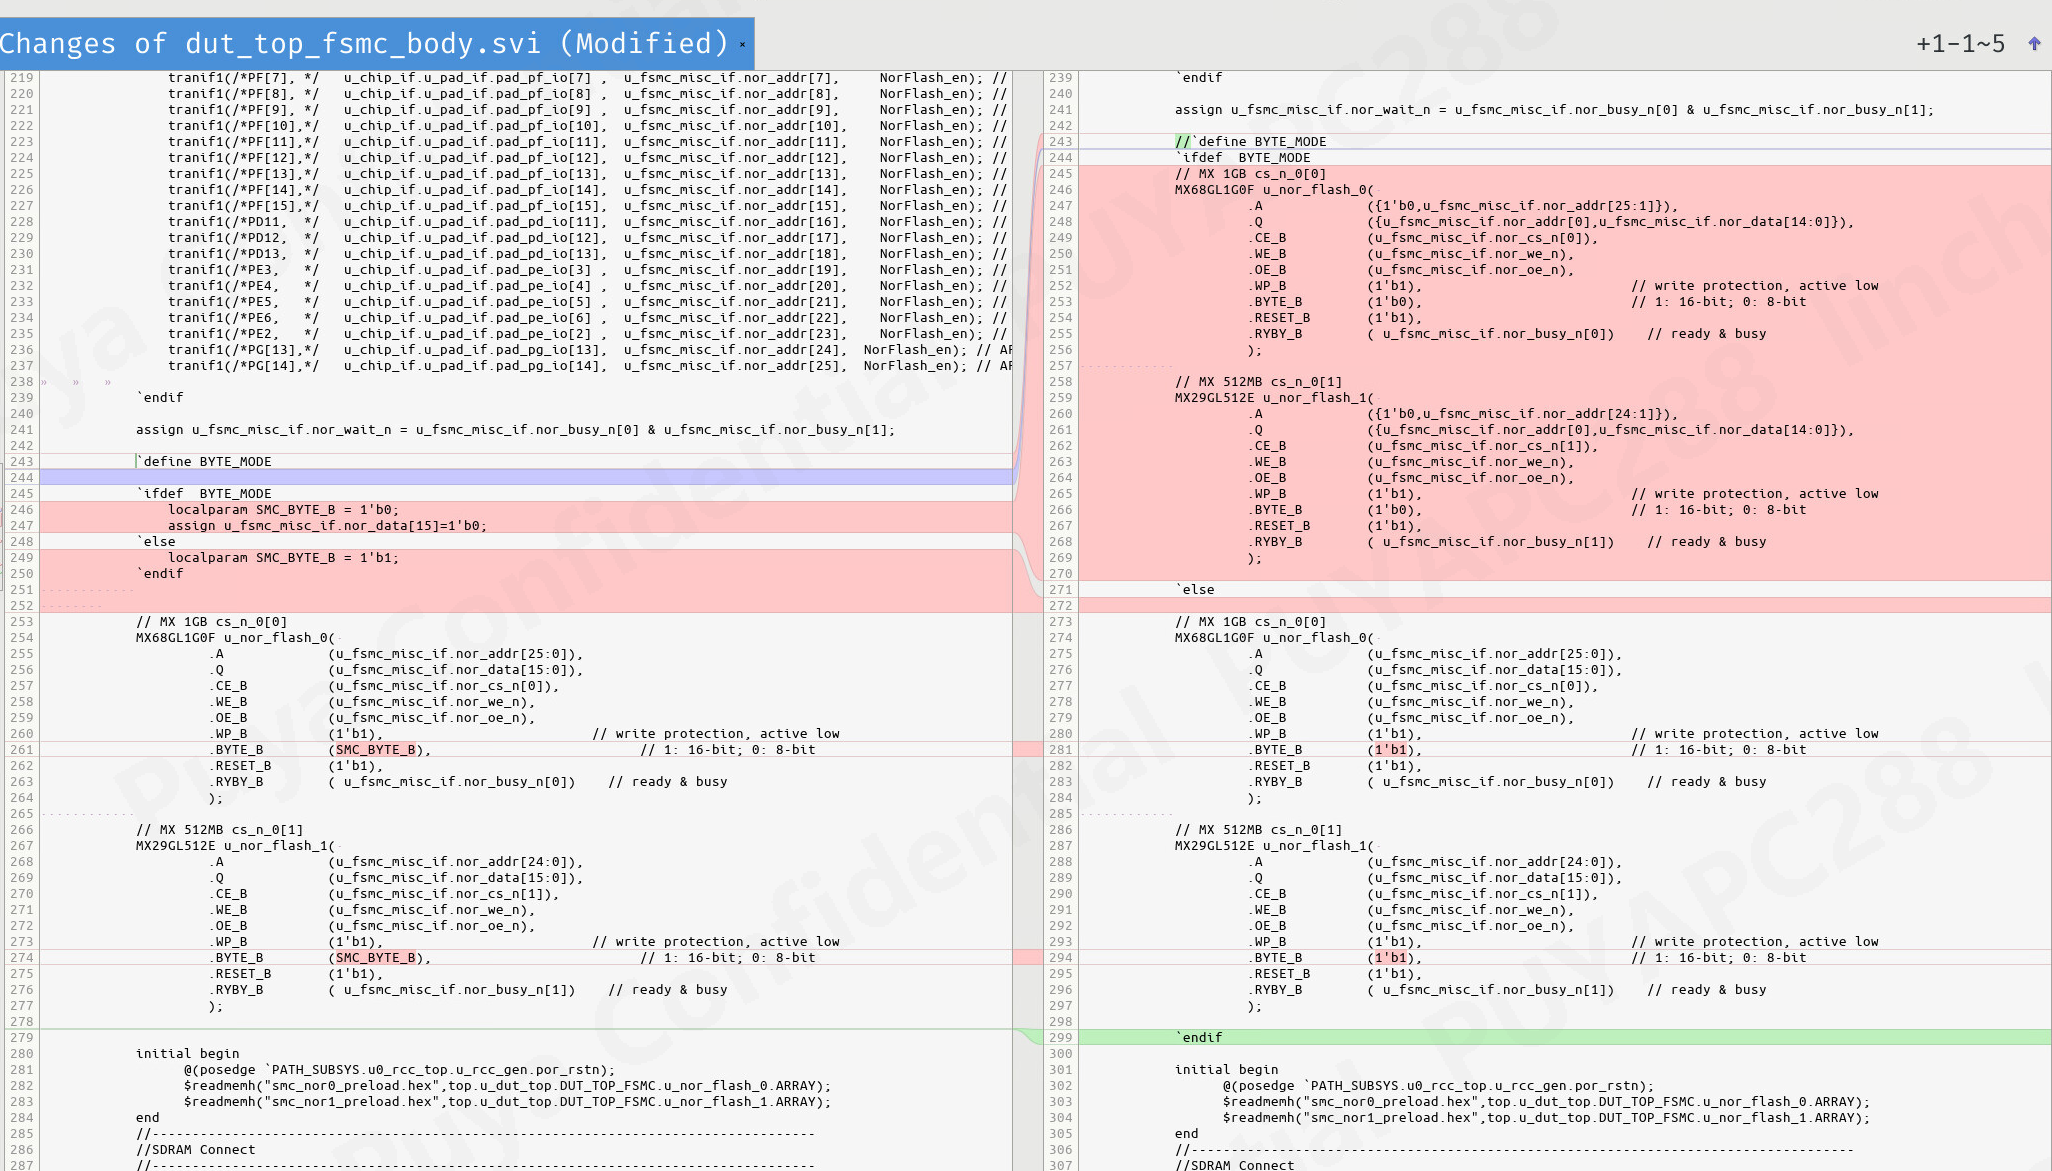 Changes of dut_top_fsmc_body.svi (Modified)
+1-1~5
219 tranif1(/*PF[7], */ u_chip_if.u_pad_if.pad_pf_io[7] , u_fsmc_misc_if.nor_addr[7], NorFlash_en); //
220 tranif1(/*PF[8], */ u_chip_if.u_pad_if.pad_pf_io[8] , u_fsmc_misc_if.nor_addr[8], NorFlash_en); //
221 tranif1(/*PF[9], */ u_chip_if.u_pad_if.pad_pf_io[9] , u_fsmc_misc_if.nor_addr[9], NorFlash_en); //
222 tranif1(/*PF[10],*/ u_chip_if.u_pad_if.pad_pf_io[10], u_fsmc_misc_if.nor_addr[10], NorFlash_en); //
223 tranif1(/*PF[11],*/ u_chip_if.u_pad_if.pad_pf_io[11], u_fsmc_misc_if.nor_addr[11], NorFlash_en); //
224 tranif1(/*PF[12],*/ u_chip_if.u_pad_if.pad_pf_io[12], u_fsmc_misc_if.nor_addr[12], NorFlash_en); //
225 tranif1(/*PF[13],*/ u_chip_if.u_pad_if.pad_pf_io[13], u_fsmc_misc_if.nor_addr[13], NorFlash_en); //
226 tranif1(/*PF[14],*/ u_chip_if.u_pad_if.pad_pf_io[14], u_fsmc_misc_if.nor_addr[14], NorFlash_en); //
227 tranif1(/*PF[15],*/ u_chip_if.u_pad_if.pad_pf_io[15], u_fsmc_misc_if.nor_addr[15], NorFlash_en); //
228 tranif1(/*PD11, */ u_chip_if.u_pad_if.pad_pd_io[11], u_fsmc_misc_if.nor_addr[16], NorFlash_en); //
229 tranif1(/*PD12, */ u_chip_if.u_pad_if.pad_pd_io[12], u_fsmc_misc_if.nor_addr[17], NorFlash_en); //
230 tranif1(/*PD13, */ u_chip_if.u_pad_if.pad_pd_io[13], u_fsmc_misc_if.nor_addr[18], NorFlash_en); //
231 tranif1(/*PE3, */ u_chip_if.u_pad_if.pad_pe_io[3] , u_fsmc_misc_if.nor_addr[19], NorFlash_en); //
232 tranif1(/*PE4, */ u_chip_if.u_pad_if.pad_pe_io[4] , u_fsmc_misc_if.nor_addr[20], NorFlash_en); //
233 tranif1(/*PE5, */ u_chip_if.u_pad_if.pad_pe_io[5] , u_fsmc_misc_if.nor_addr[21], NorFlash_en); //
234 tranif1(/*PE6, */ u_chip_if.u_pad_if.pad_pe_io[6] , u_fsmc_misc_if.nor_addr[22], NorFlash_en); //
235 tranif1(/*PE2, */ u_chip_if.u_pad_if.pad_pe_io[2] , u_fsmc_misc_if.nor_addr[23], NorFlash_en); //
236 tranif1(/*PG[13],*/ u_chip_if.u_pad_if.pad_pg_io[13], u_fsmc_misc_if.nor_addr[24], NorFlash_en); //
237 tranif1(/*PG[14],*/ u_chip_if.u_pad_if.pad_pg_io[14], u_fsmc_misc_if.nor_addr[25], NorFlash_en); //
238 » » »
239 `endif
240
241 assign u_fsmc_misc_if.nor_wait_n = u_fsmc_misc_if.nor_busy_n[0] & u_fsmc_misc_if.nor_busy_n[1];
242
243 `define BYTE_MODE
244
245 `ifdef BYTE_MODE
246 localparam SMC_BYTE_B = 1'b0;
247 assign u_fsmc_misc_if.nor_data[15]=1'b0;
248 `else
249 localparam SMC_BYTE_B = 1'b1;
250 `endif
251
252
253 // MX 1GB cs_n_0[0]
254 MX68GL1G0F u_nor_flash_0(
255 .A (u_fsmc_misc_if.nor_addr[25:0]),
256 .Q (u_fsmc_misc_if.nor_data[15:0]),
257 .CE_B (u_fsmc_misc_if.nor_cs_n[0]),
258 .WE_B (u_fsmc_misc_if.nor_we_n),
259 .OE_B (u_fsmc_misc_if.nor_oe_n),
260 .WP_B (1'b1), // write protection, active low
261 .BYTE_B (SMC_BYTE_B), // 1: 16-bit; 0: 8-bit
262 .RESET_B (1'b1),
263 .RYBY_B ( u_fsmc_misc_if.nor_busy_n[0]) // ready & busy
264 );
265
266 // MX 512MB cs_n_0[1]
267 MX29GL512E u_nor_flash_1(
268 .A (u_fsmc_misc_if.nor_addr[24:0]),
269 .Q (u_fsmc_misc_if.nor_data[15:0]),
270 .CE_B (u_fsmc_misc_if.nor_cs_n[1]),
271 .WE_B (u_fsmc_misc_if.nor_we_n),
272 .OE_B (u_fsmc_misc_if.nor_oe_n),
273 .WP_B (1'b1), // write protection, active low
274 .BYTE_B (SMC_BYTE_B), // 1: 16-bit; 0: 8-bit
275 .RESET_B (1'b1),
276 .RYBY_B ( u_fsmc_misc_if.nor_busy_n[1]) // ready & busy
277 );
278
279
280 initial begin
281 @(posedge `PATH_SUBSYS.u0_rcc_top.u_rcc_gen.por_rstn);
282 $readmemh("smc_nor0_preload.hex",top.u_dut_top.DUT_TOP_FSMC.u_nor_flash_0.ARRAY);
283 $readmemh("smc_nor1_preload.hex",top.u_dut_top.DUT_TOP_FSMC.u_nor_flash_1.ARRAY);
284 end
285 //-----------------------------------------------------------------------------------
286 //SDRAM Connect
287 //-----------------------------------------------------------------------------------
239 `endif
240
241 assign u_fsmc_misc_if.nor_wait_n = u_fsmc_misc_if.nor_busy_n[0] & u_fsmc_misc_if.nor_busy_n[1];
242
243 //`define BYTE_MODE
244 `ifdef BYTE_MODE
245 // MX 1GB cs_n_0[0]
246 MX68GL1G0F u_nor_flash_0(
247 .A ({1'b0,u_fsmc_misc_if.nor_addr[25:1]}),
248 .Q ({u_fsmc_misc_if.nor_addr[0],u_fsmc_misc_if.nor_data[14:0]}),
249 .CE_B (u_fsmc_misc_if.nor_cs_n[0]),
250 .WE_B (u_fsmc_misc_if.nor_we_n),
251 .OE_B (u_fsmc_misc_if.nor_oe_n),
252 .WP_B (1'b1), // write protection, active low
253 .BYTE_B (1'b0), // 1: 16-bit; 0: 8-bit
254 .RESET_B (1'b1),
255 .RYBY_B ( u_fsmc_misc_if.nor_busy_n[0]) // ready & busy
256 );
257
258 // MX 512MB cs_n_0[1]
259 MX29GL512E u_nor_flash_1(
260 .A ({1'b0,u_fsmc_misc_if.nor_addr[24:1]}),
261 .Q ({u_fsmc_misc_if.nor_addr[0],u_fsmc_misc_if.nor_data[14:0]}),
262 .CE_B (u_fsmc_misc_if.nor_cs_n[1]),
263 .WE_B (u_fsmc_misc_if.nor_we_n),
264 .OE_B (u_fsmc_misc_if.nor_oe_n),
265 .WP_B (1'b1), // write protection, active low
266 .BYTE_B (1'b0), // 1: 16-bit; 0: 8-bit
267 .RESET_B (1'b1),
268 .RYBY_B ( u_fsmc_misc_if.nor_busy_n[1]) // ready & busy
269 );
270
271 `else
272
273 // MX 1GB cs_n_0[0]
274 MX68GL1G0F u_nor_flash_0(
275 .A (u_fsmc_misc_if.nor_addr[25:0]),
276 .Q (u_fsmc_misc_if.nor_data[15:0]),
277 .CE_B (u_fsmc_misc_if.nor_cs_n[0]),
278 .WE_B (u_fsmc_misc_if.nor_we_n),
279 .OE_B (u_fsmc_misc_if.nor_oe_n),
280 .WP_B (1'b1), // write protection, active low
281 .BYTE_B (1'b1), // 1: 16-bit; 0: 8-bit
282 .RESET_B (1'b1),
283 .RYBY_B ( u_fsmc_misc_if.nor_busy_n[0]) // ready & busy
284 );
285
286 // MX 512MB cs_n_0[1]
287 MX29GL512E u_nor_flash_1(
288 .A (u_fsmc_misc_if.nor_addr[24:0]),
289 .Q (u_fsmc_misc_if.nor_data[15:0]),
290 .CE_B (u_fsmc_misc_if.nor_cs_n[1]),
291 .WE_B (u_fsmc_misc_if.nor_we_n),
292 .OE_B (u_fsmc_misc_if.nor_oe_n),
293 .WP_B (1'b1), // write protection, active low
294 .BYTE_B (1'b1), // 1: 16-bit; 0: 8-bit
295 .RESET_B (1'b1),
296 .RYBY_B ( u_fsmc_misc_if.nor_busy_n[1]) // ready & busy
297 );
298
299 `endif
300
301 initial begin
302 @(posedge `PATH_SUBSYS.u0_rcc_top.u_rcc_gen.por_rstn);
303 $readmemh("smc_nor0_preload.hex",top.u_dut_top.DUT_TOP_FSMC.u_nor_flash_0.ARRAY);
304 $readmemh("smc_nor1_preload.hex",top.u_dut_top.DUT_TOP_FSMC.u_nor_flash_1.ARRAY);
305 end
306 //-----------------------------------------------------------------------------------
307 //SDRAM Connect
Puya Confidential PUYAPC288
Puya Confidential PUYAPC288